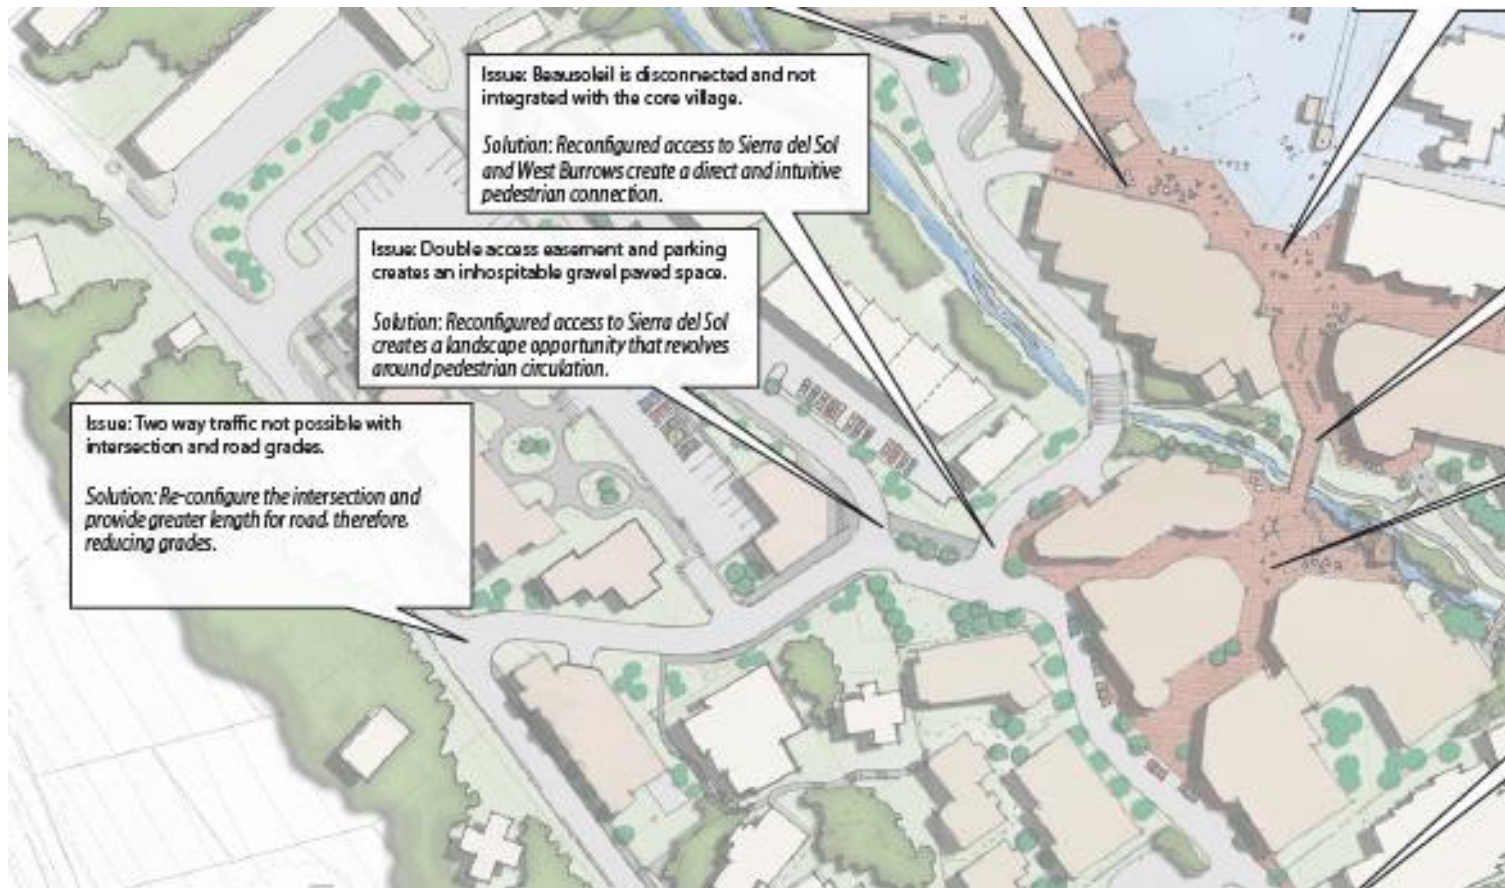 Issue: Beausoleil is disconnected and not
integrated with the core village.
Solution: Reconfigured access to Sierra del Sol
and West Burrows create a direct and intuitive
pedestrian connection.
Issue: Double access easement and parking
creates an inhospitable gravel paved space.
Solution: Reconfigured access to Sierra del Sol
creates a landscape opportunity that revolves
around pedestrian circulation.
Issue: Two way traffic not possible with
intersection and road grades.
Solution: Re-configure the intersection and
provide greater length for road, therefore,
reducing grades.